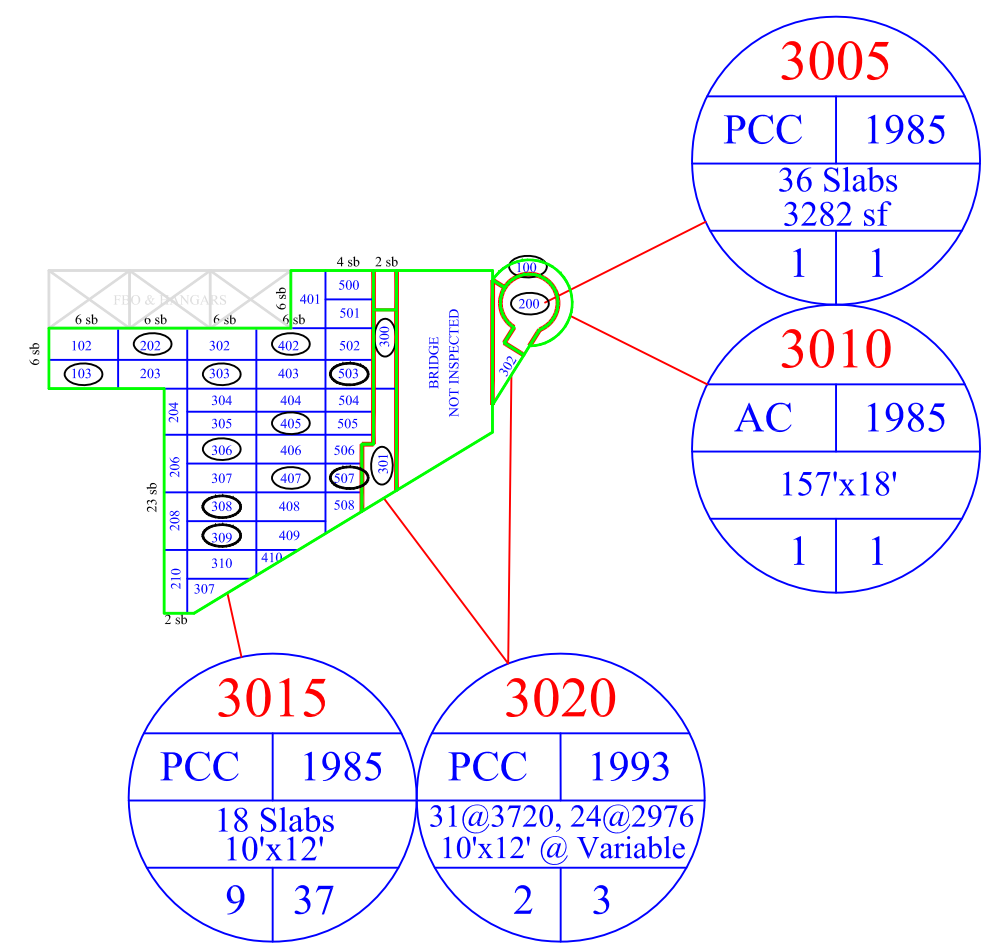 3005
PCC 1985
36 Slabs
3282 sf
1 1
3010
AC 1985
157'x18'
1 1
4 sb 2 sb
100
500
200
6 sb
401
501
FBO & HANGARS
6 sb 6 sb 6 sb 6 sb
300
BRIDGE
NOT INSPECTED
6 sb
102 202 302 402 502
302
103 203 303 403 503
204
304 404 504
305 405 505
206
306 406 506
301
307 407 507
23 sb
208
308 408 508
309 409
210
310 410
307
2 sb
3015
PCC 1985
18 Slabs
10'x12'
9 37
3020
PCC 1993
31@3720, 24@2976
10'x12' @ Variable
2 3